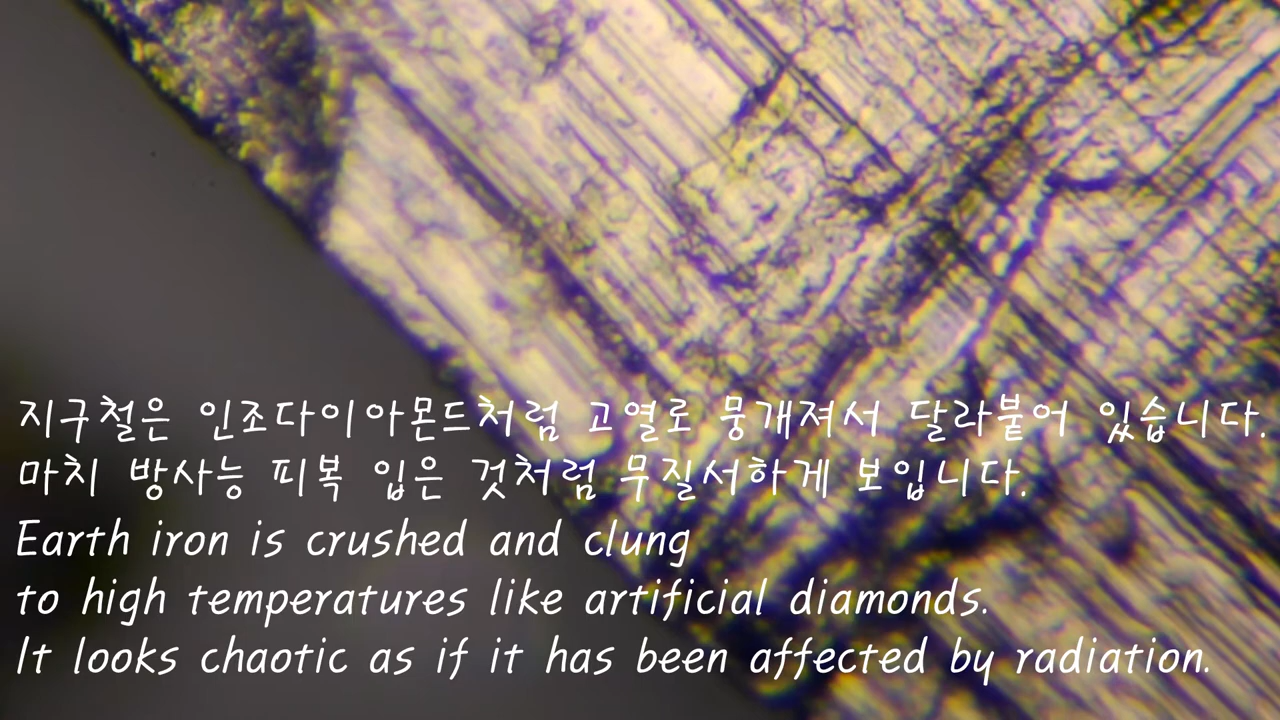 지구철은 인조다이아몬드처럼 고열로 뭉개져서 달라붙어 있습니다.
마치 방사능 피복 입은 것처럼 무질서하게 보입니다.
Earth iron is crushed and clung
to high temperatures like artificial diamonds.
It looks chaotic as if it has been affected by radiation.